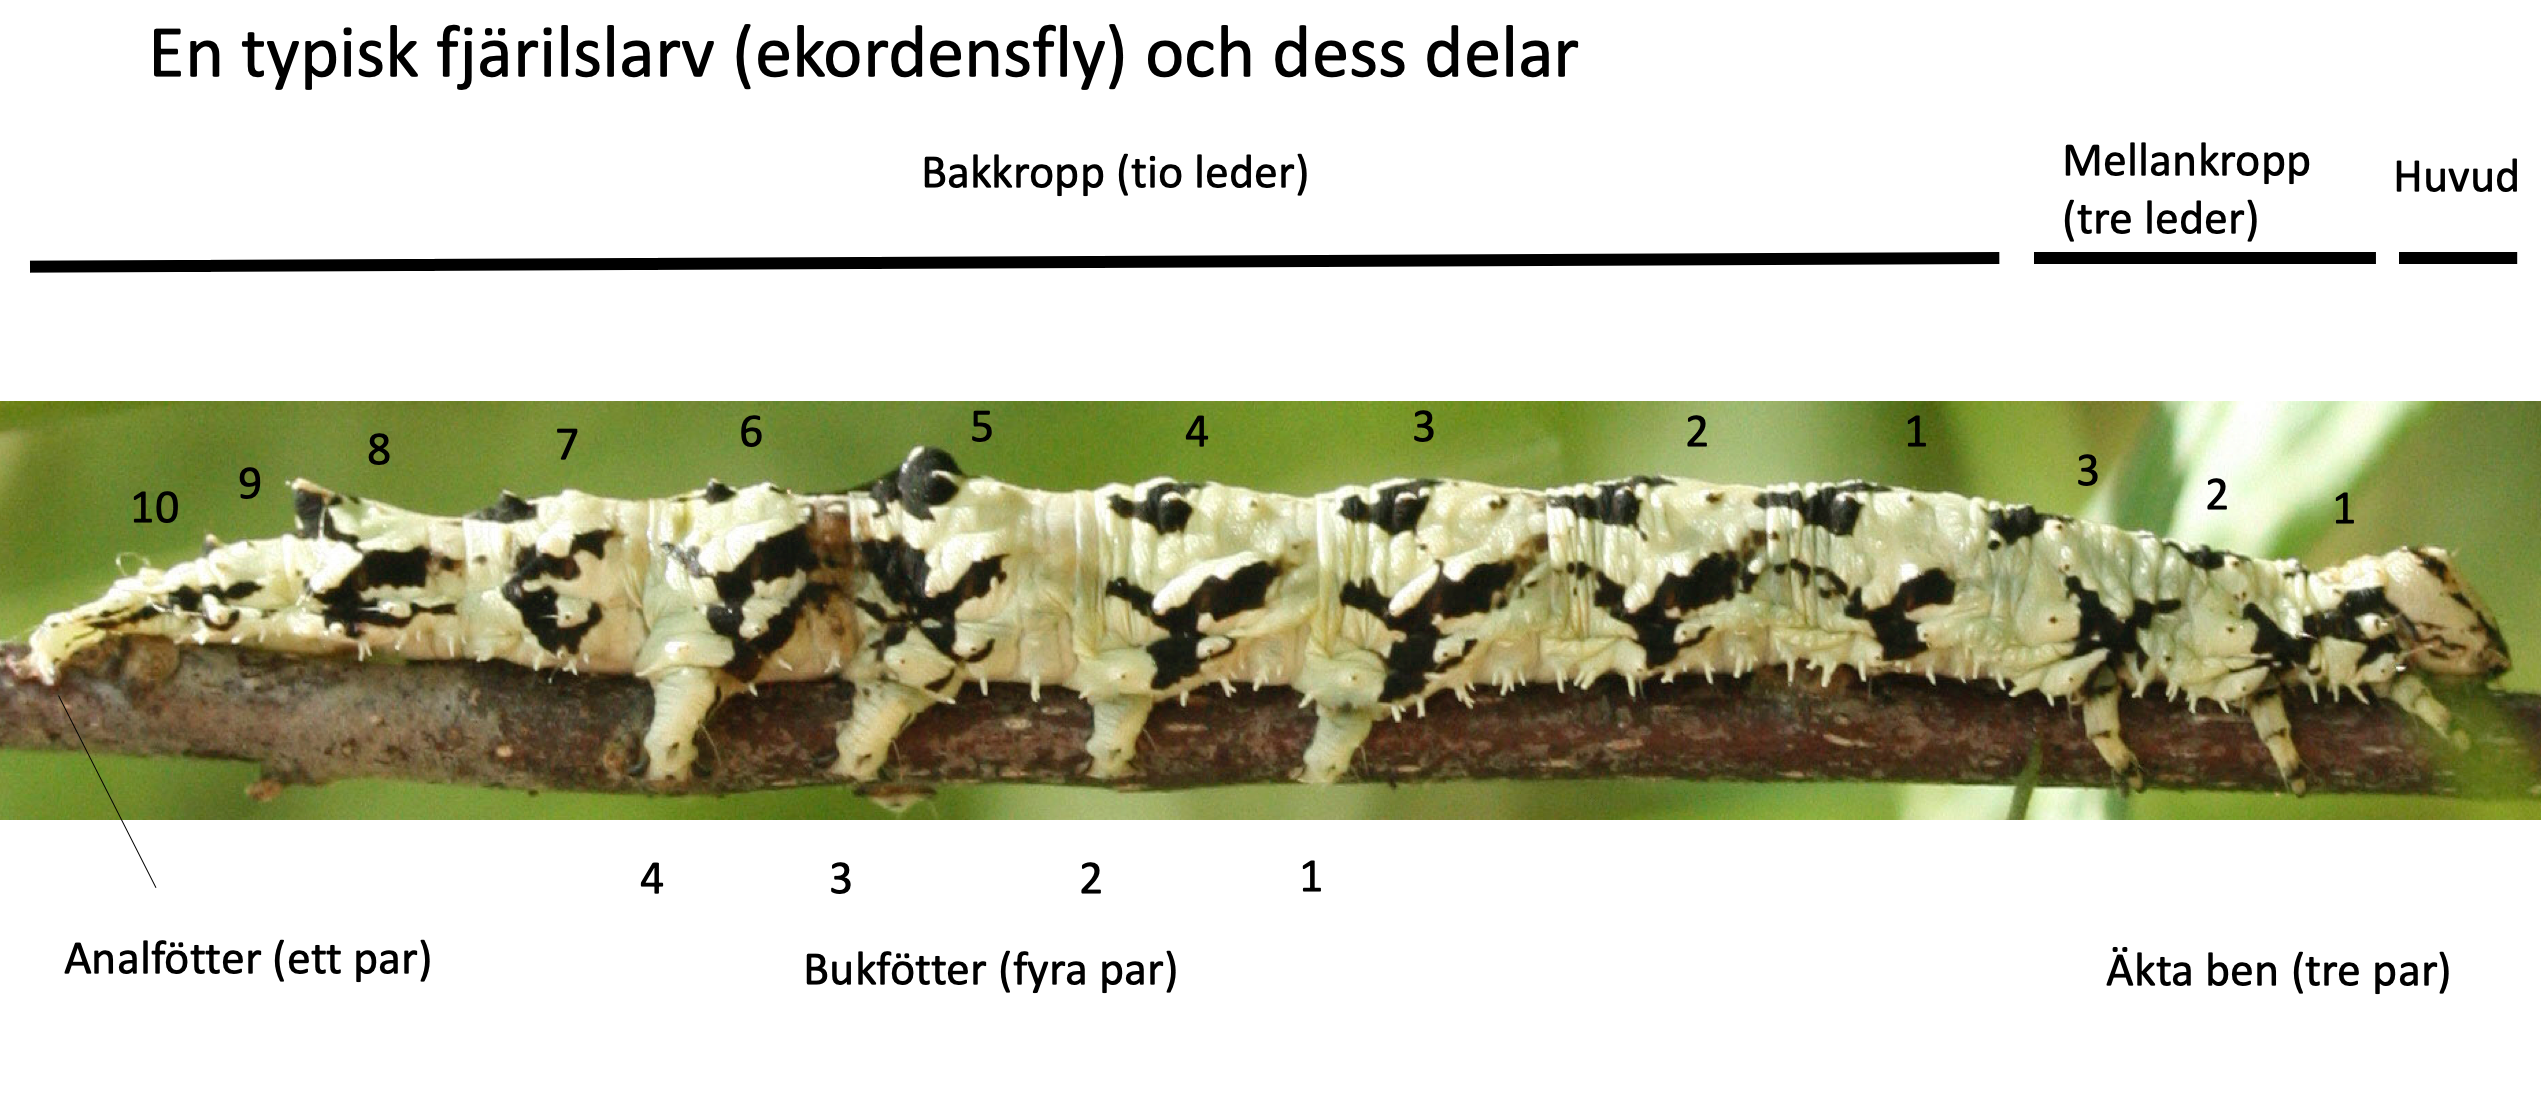 En typisk fjärilslarv (ekordensfly) och dess delar
Bakkropp (tio leder)
Mellankropp
(tre leder)
Huvud
10 9 8 7 6 5 4 3 2 1 3 2 1
4 3 2 1
Analfötter (ett par)
Bukfötter (fyra par)
Äkta ben (tre par)